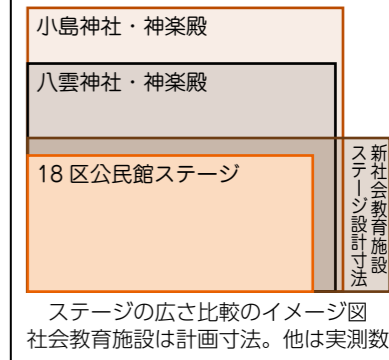 小島神社・神楽殿
八雲神社・神楽殿
18区公民館ステージ
新社会教育施設
ステージ設計寸法
ステージの広さ比較のイメージ図
社会教育施設は計画寸法。他は実測数